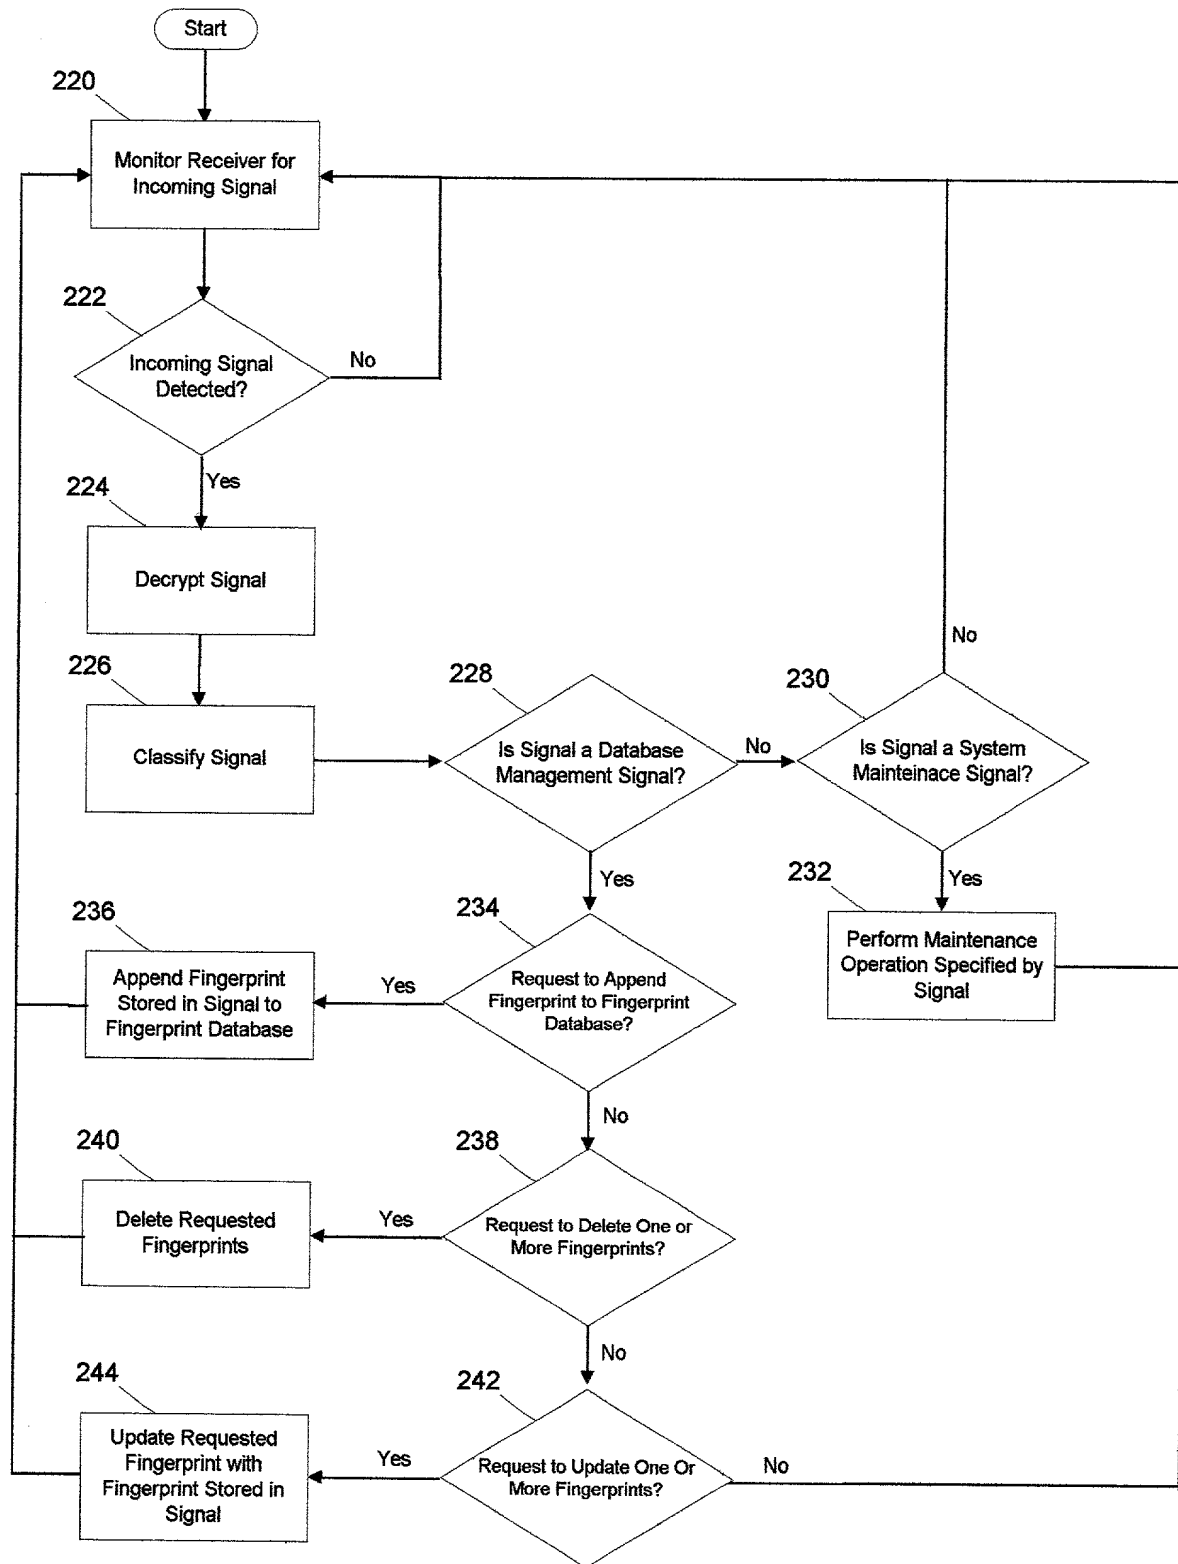 Start
220
Monitor Receiver for
Incoming Signal
222
Incoming Signal
Detected?
No
Yes
224
Decrypt Signal
226
Classify Signal
228
Is Signal a Database
Management Signal?
No
230
Is Signal a System
Mainteinace Signal?
No
Yes
Yes
232
Perform Maintenance
Operation Specified by
Signal
234
Request to Append
Fingerprint to Fingerprint
Database?
Yes
236
Append Fingerprint
Stored in Signal to
Fingerprint Database
No
238
Request to Delete One or
More Fingerprints?
Yes
240
Delete Requested
Fingerprints
No
242
Request to Update One Or
More Fingerprints?
Yes
No
244
Update Requested
Fingerprint with
Fingerprint Stored in
Signal